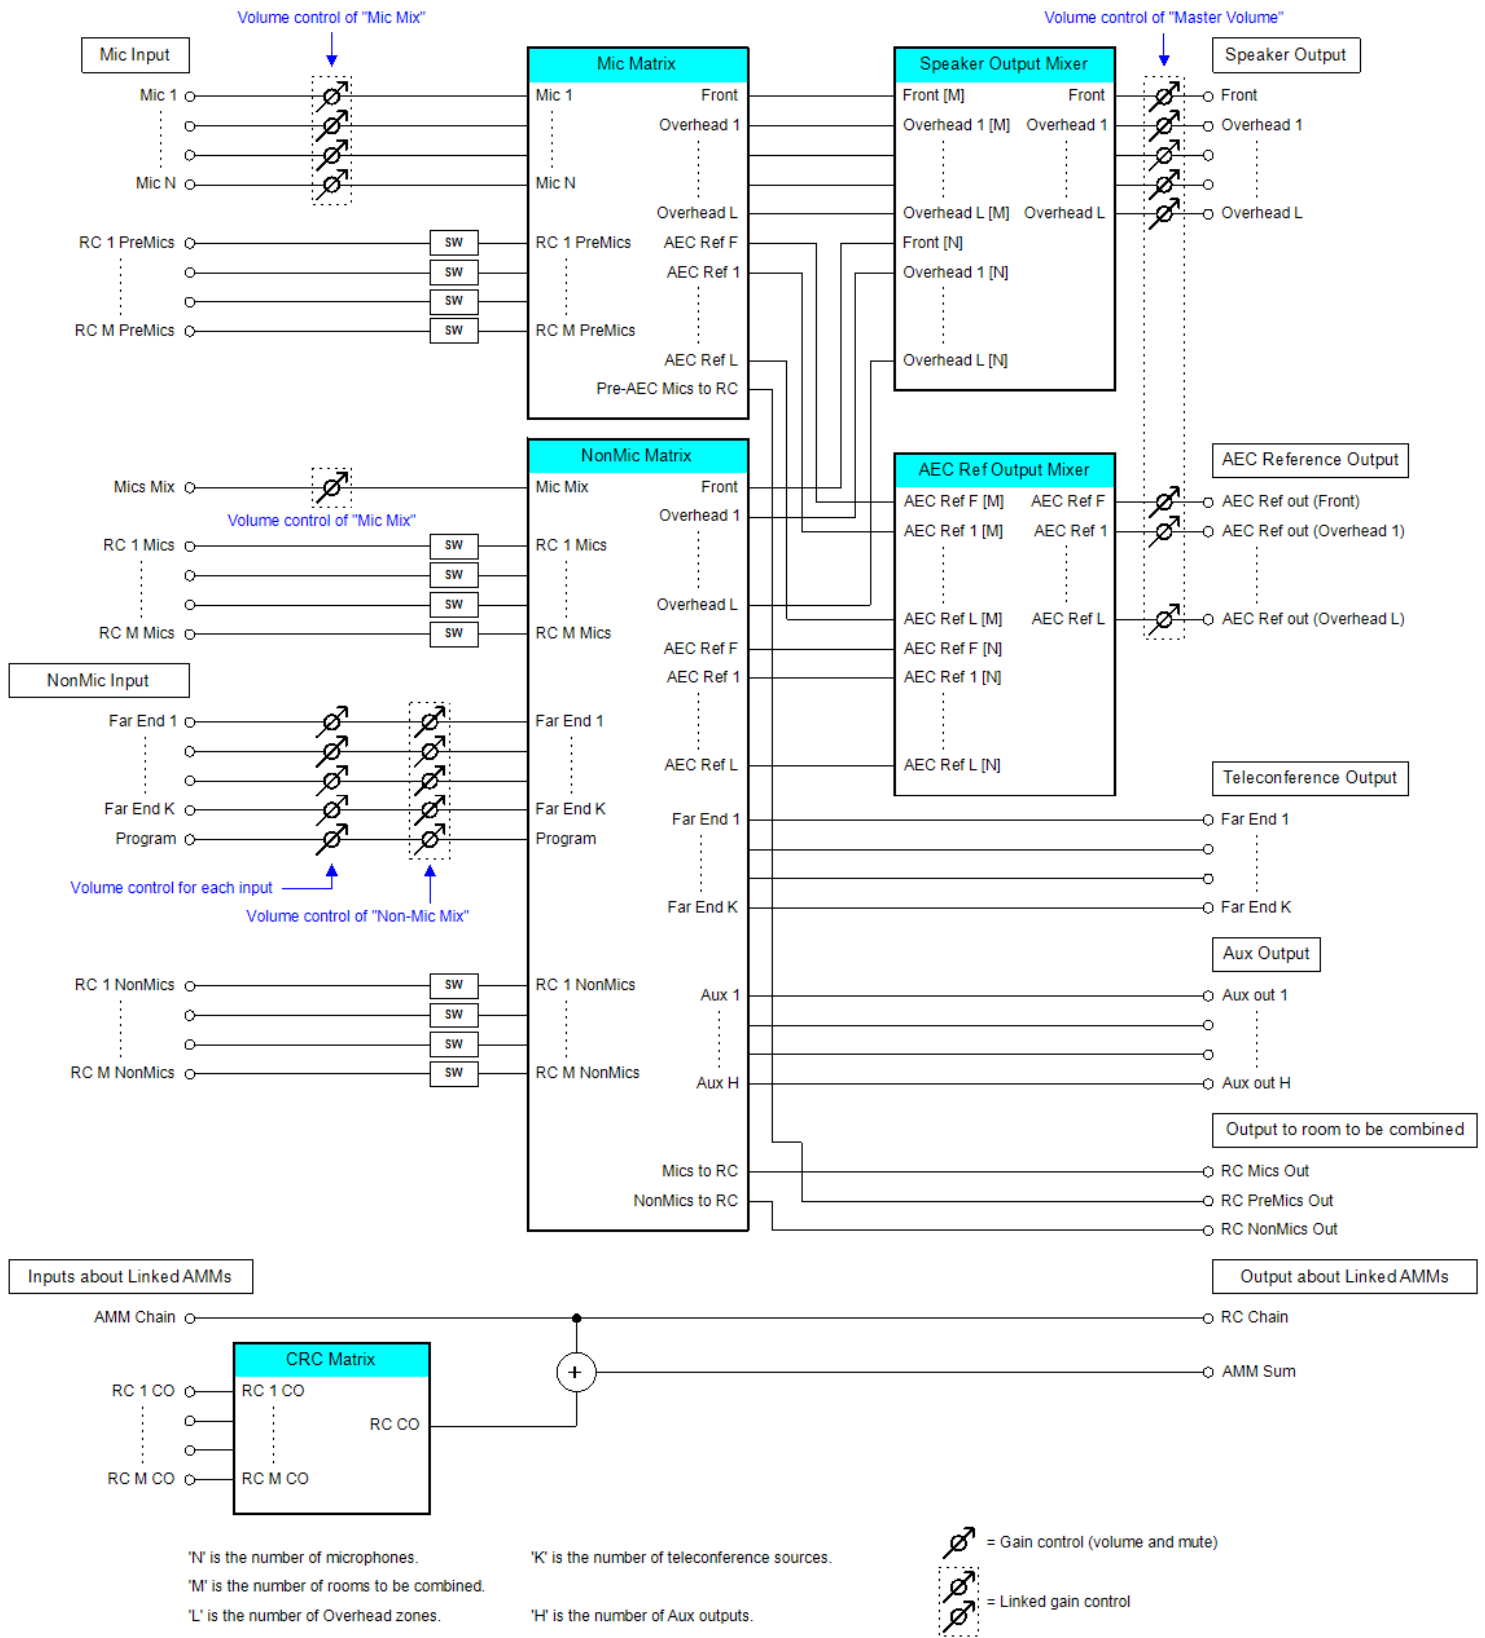 Volume control of "Mic Mix"
Volume control of "Master Volume"
Mic Input
Mic Matrix
Speaker Output Mixer
Speaker Output
Mic 1
Mic 1
Front
Front [M]
Front
Front
Overhead 1
Overhead 1 [M]
Overhead 1
Overhead 1
Mic N
Mic N
Overhead L
Overhead L [M]
Overhead L
Overhead L
RC 1 PreMics
SW
RC 1 PreMics
AEC Ref F
Front [N]
SW
AEC Ref 1
Overhead 1 [N]
SW
RC M PreMics
SW
RC M PreMics
AEC Ref L
Overhead L [N]
Pre-AEC Mics to RC
NonMic Matrix
AEC Ref Output Mixer
AEC Reference Output
Mics Mix
Mic Mix
Front
AEC Ref F [M]
AEC Ref F
AEC Ref out (Front)
Volume control of "Mic Mix"
Overhead 1
AEC Ref 1 [M]
AEC Ref 1
AEC Ref out (Overhead 1)
RC 1 Mics
SW
RC 1 Mics
SW
SW
Overhead L
AEC Ref L [M]
AEC Ref L
AEC Ref out (Overhead L)
RC M Mics
SW
RC M Mics
AEC Ref F
AEC Ref F [N]
NonMic Input
AEC Ref 1
AEC Ref 1 [N]
Far End 1
Far End 1
AEC Ref L
AEC Ref L [N]
Teleconference Output
Far End K
Far End K
Far End 1
Far End 1
Program
Program
Volume control for each input
Volume control of "Non-Mic Mix"
Far End K
Far End K
Aux Output
RC 1 NonMics
SW
RC 1 NonMics
Aux 1
Aux out 1
SW
SW
RC M NonMics
SW
RC M NonMics
Aux H
Aux out H
Output to room to be combined
Mics to RC
RC Mics Out
NonMics to RC
RC PreMics Out
RC NonMics Out
Inputs about Linked AMMs
Output about Linked AMMs
AMM Chain
RC Chain
CRC Matrix
+
AMM Sum
RC 1 CO
RC 1 CO
RC CO
RC M CO
RC M CO
'N' is the number of microphones.
'K' is the number of teleconference sources.
= Gain control (volume and mute)
'M' is the number of rooms to be combined.
= Linked gain control
'L' is the number of Overhead zones.
'H' is the number of Aux outputs.